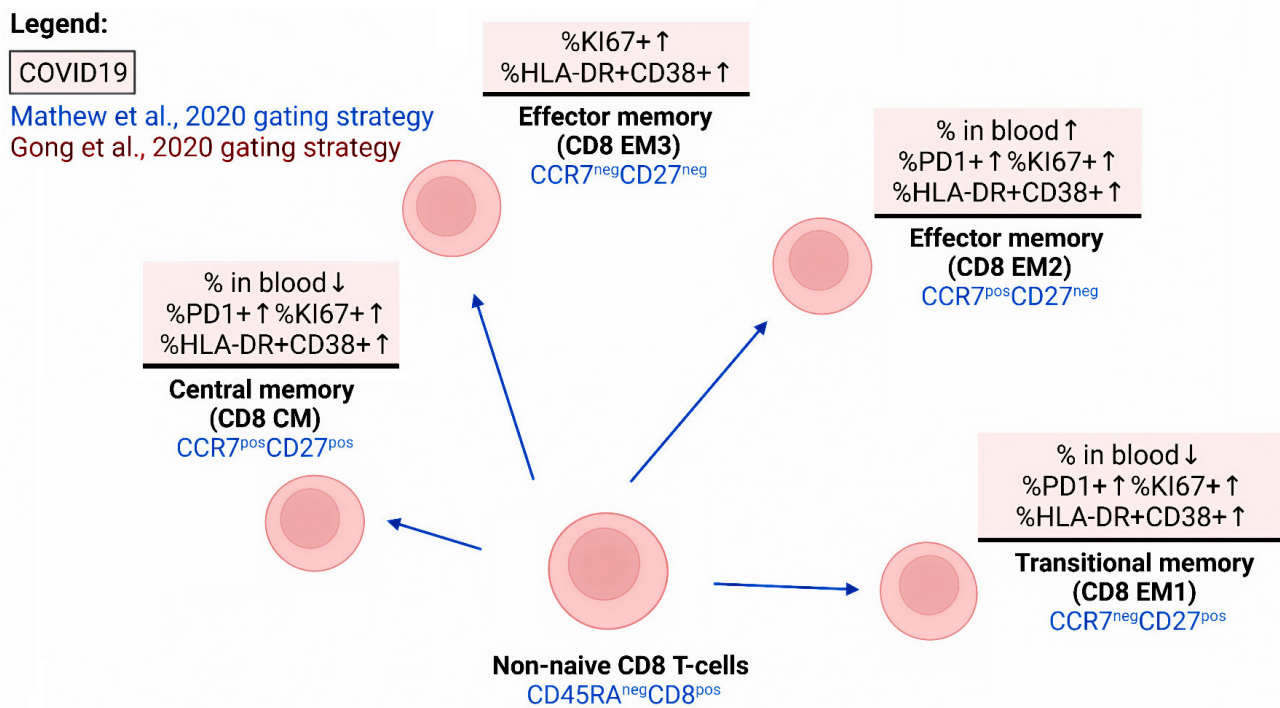 Legend:
COVID19
Mathew et al., 2020 gating strategy
Gong et al., 2020 gating strategy
%KI67+↑
%HLA-DR+CD38+↑
Effector memory
(CD8 EM3)
CCR7negCD27neg
% in blood↑
%PD1+↑%KI67+↑
%HLA-DR+CD38+↑
Effector memory
(CD8 EM2)
CCR7posCD27neg
% in blood↓
%PD1+↑%KI67+↑
%HLA-DR+CD38+↑
Central memory
(CD8 CM)
CCR7posCD27pos
% in blood↓
%PD1+↑%KI67+↑
%HLA-DR+CD38+↑
Transitional memory
(CD8 EM1)
CCR7negCD27pos
Non-naive CD8 T-cells
CD45RAnegCD8pos